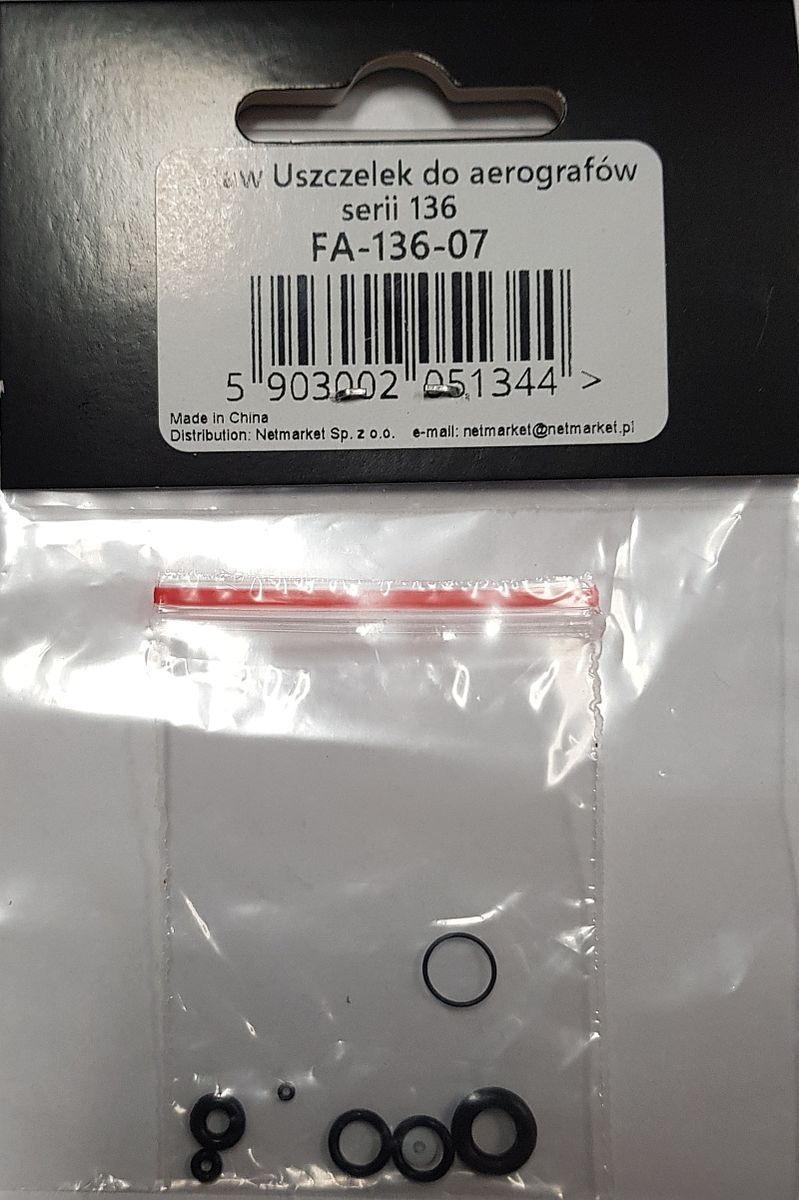 Uszczelek do aerografów
serii 136
FA-136-07
5 903002 051344 >
Made in China
Distribution: Netmarket Sp. z o.o. e-mail: netmarket@netmarket.pl